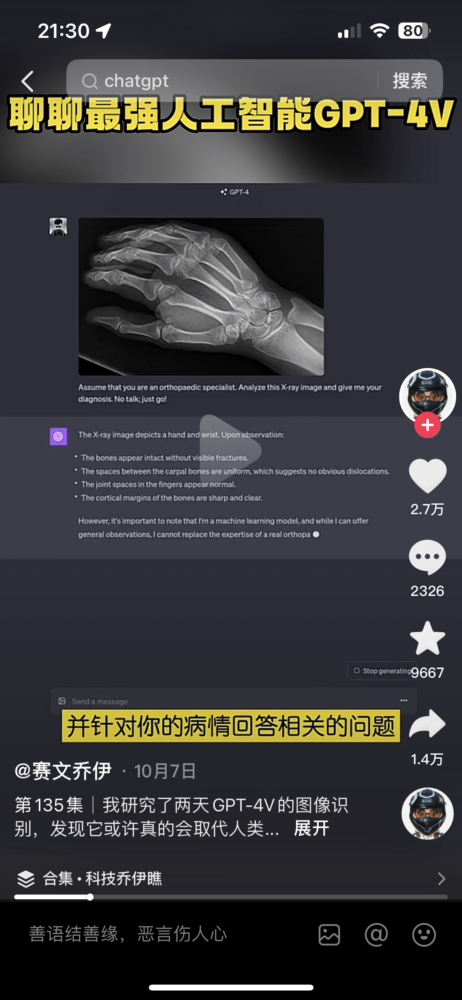 21:30
80
chatgpt
搜索
聊聊最强人工智能GPT-4V
GPT-4
Assume that you are an orthopaedic specialist. Analyze this X-ray image and give me your
diagnosis. No talk; just go!
The X-ray image depicts a hand and wrist. Upon observation:
• The bones appear intact without visible fractures.
• The spaces between the carpal bones are uniform, which suggests no obvious dislocations.
• The joint spaces in the fingers appear normal.
• The cortical margins of the bones are sharp and clear.
However, it's important to note that I'm a machine learning model, and while I can offer
general observations, I cannot replace the expertise of a real orthopa
2.7万
2326
9667
1.4万
Stop generating
Send a message
并针对你的病情回答相关的问题
@赛文乔伊 · 10月7日
第135集｜我研究了两天GPT-4V的图像识
别，发现它或许真的会取代人类... 展开
合集·科技乔伊瞧
善语结善缘，恶言伤人心
STAR
STAR